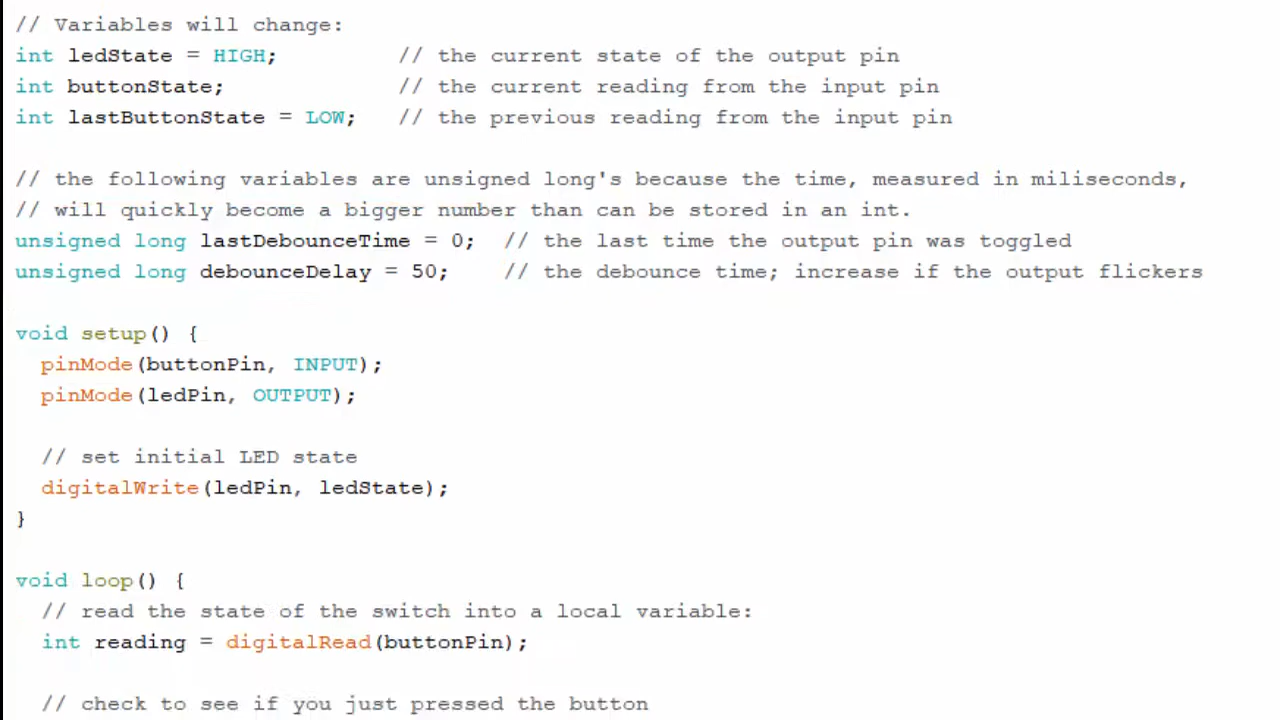 // Variables will change:
int ledState = HIGH;         // the current state of the output pin
int buttonState;             // the current reading from the input pin
int lastButtonState = LOW;   // the previous reading from the input pin
// the following variables are unsigned long's because the time, measured in miliseconds,
// will quickly become a bigger number than can be stored in an int.
unsigned long lastDebounceTime = 0;  // the last time the output pin was toggled
unsigned long debounceDelay = 50;    // the debounce time; increase if the output flickers
void setup() {
  pinMode(buttonPin, INPUT);
  pinMode(ledPin, OUTPUT);
  // set initial LED state
  digitalWrite(ledPin, ledState);
}
void loop() {
  // read the state of the switch into a local variable:
  int reading = digitalRead(buttonPin);
  // check to see if you just pressed the button